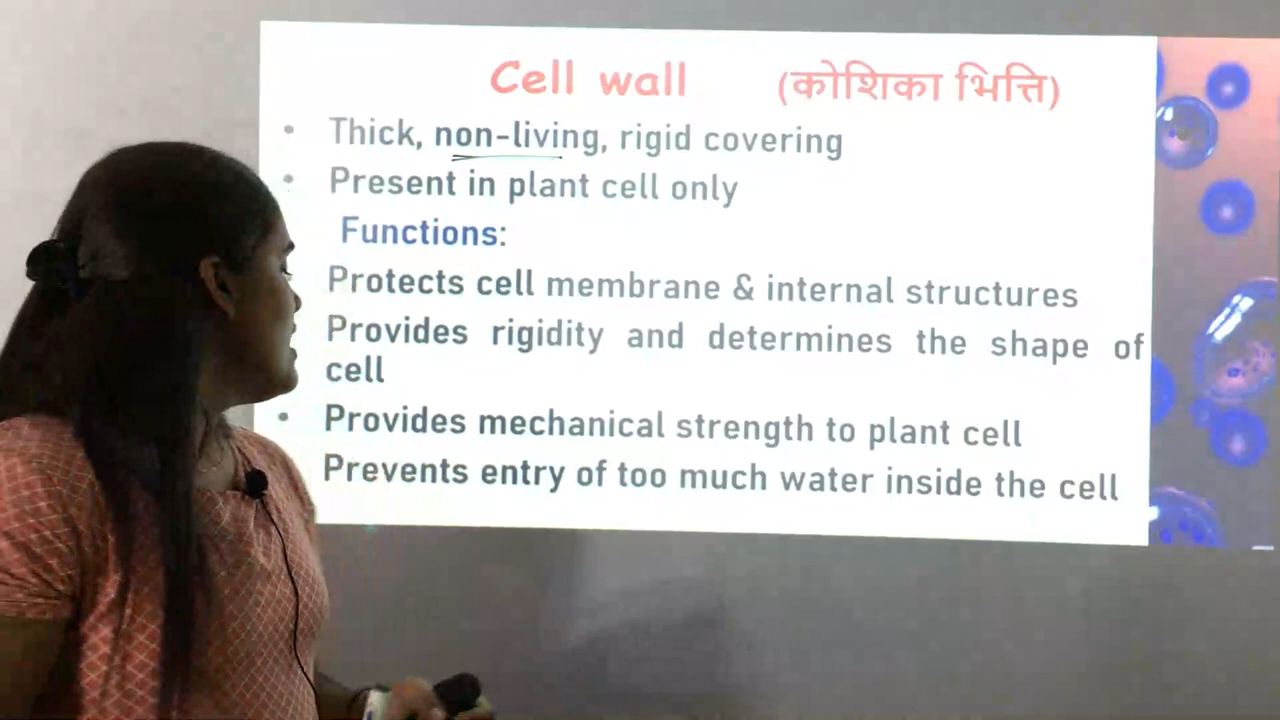 Cell wall (कोशिका भित्ति)
• Thick, non-living, rigid covering
• Present in plant cell only
Functions:
Protects cell membrane & internal structures
Provides rigidity and determines the shape of
cell
• Provides mechanical strength to plant cell
Prevents entry of too much water inside the cell